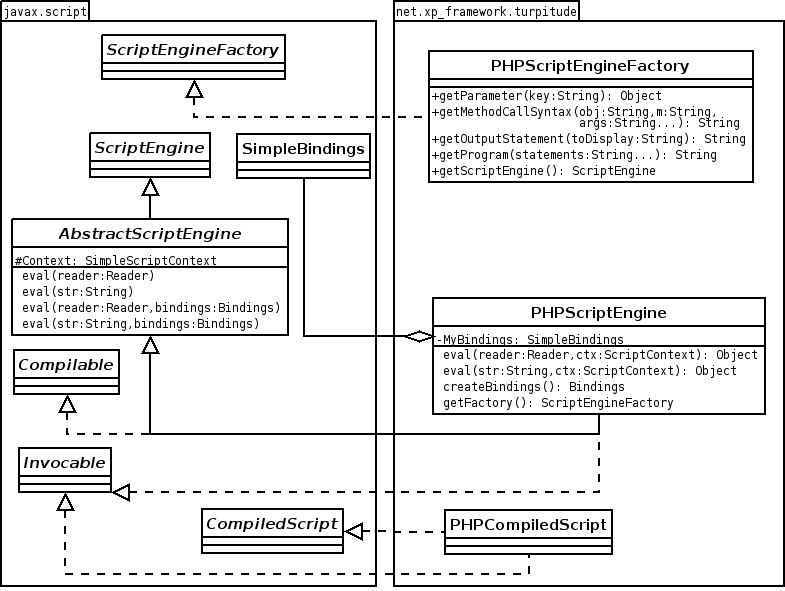 javax.script
ScriptEngineFactory
ScriptEngine
SimpleBindings
AbstractScriptEngine
#Context: SimpleScriptContext
eval(reader:Reader)
eval(str:String)
eval(reader:Reader,bindings:Bindings)
eval(str:String,bindings:Bindings)
Compilable
Invocable
CompiledScript
net.xp_framework.turpitude
PHPScriptEngineFactory
+getParameter(key:String): Object
+getMethodCallSyntax(obj:String,m:String,
args:String...): String
+getOutputStatement(toDisplay:String): String
+getProgram(statements:String...): String
+getScriptEngine(): ScriptEngine
PHPScriptEngine
-MyBindings: SimpleBindings
eval(reader:Reader,ctx:ScriptContext): Object
eval(str:String,ctx:ScriptContext): Object
createBindings(): Bindings
getFactory(): ScriptEngineFactory
PHPCompiledScript